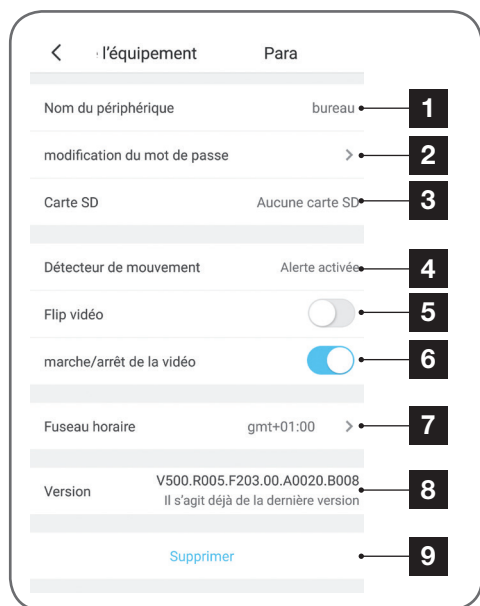 l'équipement Para
Nom du périphérique bureau 1
modification du mot de passe > 2
Carte SD Aucune carte SD 3
Détecteur de mouvement Alerte activée 4
Flip vidéo 5
marche/arrêt de la vidéo 6
Fuseau horaire gmt+01:00 > 7
V500.R005.F203.00.A0020.B008
Version 8
Il s'agit déjà de la dernière version
Supprimer 9